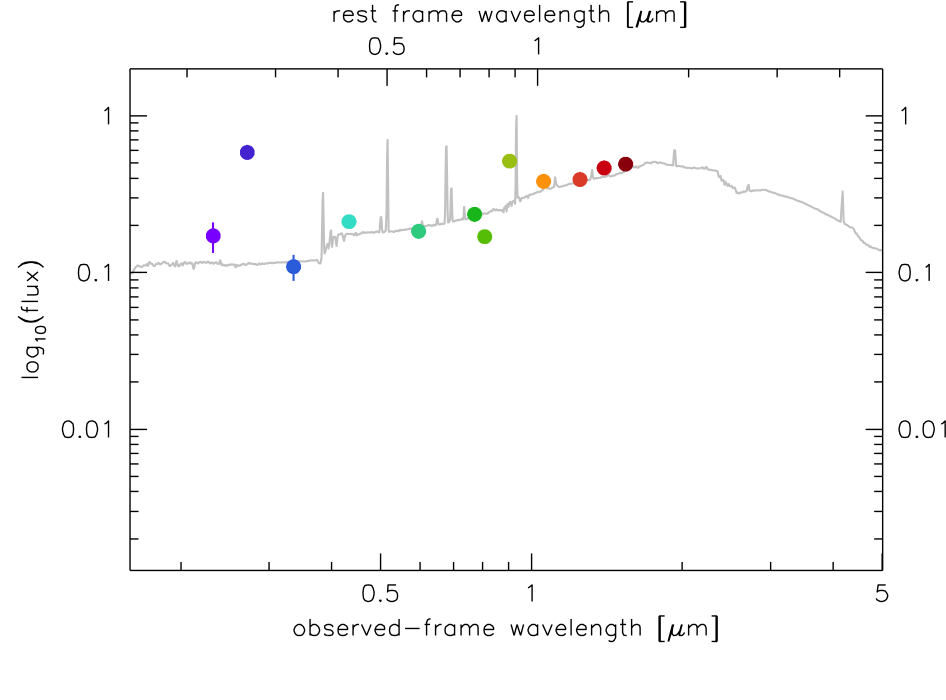 rest frame wavelength [μm]
0.5 1
1 1
0.1 0.1
log10(flux)
0.01 0.01
0.5 1 5
observed-frame wavelength [μm]